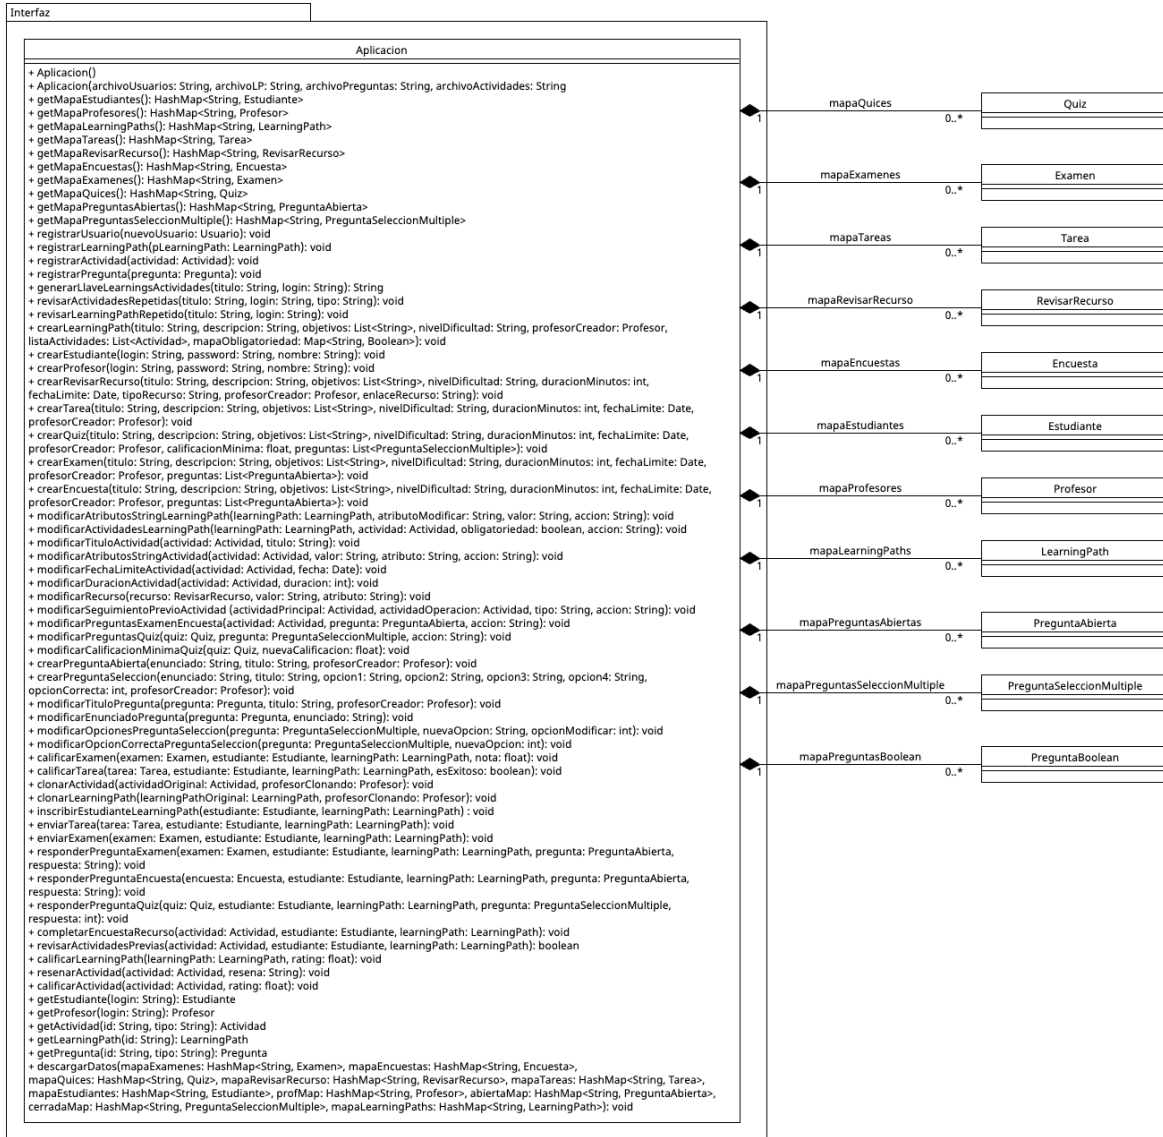 Interfaz
Aplicacion
+ Aplicacion()
+ Aplicacion(archivoUsuarios: String, archivoLP: String, archivoPreguntas: String, archivoActividades: String
+ getMapaEstudiantes(): HashMap<String, Estudiante>
+ getMapaProfesores(): HashMap<String, Profesor>
+ getMapaLearningPaths(): HashMap<String, LearningPath>
+ getMapaTareas(): HashMap<String, Tarea>
+ getMapaRevisarRecurso(): HashMap<String, RevisarRecurso>
+ getMapaEncuestas(): HashMap<String, Encuesta>
+ getMapaExamenes(): HashMap<String, Examen>
+ getMapaQuices(): HashMap<String, Quiz>
+ getMapaPreguntasAbiertas(): HashMap<String, PreguntaAbierta>
+ getMapaPreguntasSeleccionMultiple(): HashMap<String, PreguntaSeleccionMultiple>
+ registrarUsuario(nuevoUsuario: Usuario): void
+ registrarLearningPath(pLearningPath: LearningPath): void
+ registrarActividad(actividad: Actividad): void
+ registrarPregunta(pregunta: Pregunta): void
+ generarLlaveLearningsActividades(titulo: String, login: String): String
+ revisarActividadesRepetidas(titulo: String, login: String, tipo: String): void
+ revisarLearningPathRepetido(titulo: String, login: String): void
+ crearLearningPath(titulo: String, descripcion: String, objetivos: List<String>, nivelDificultad: String, profesorCreador: Profesor,
listaActividades: List<Actividad>, mapaObligatoriedad: Map<String, Boolean>): void
+ crearEstudiante(login: String, password: String, nombre: String): void
+ crearProfesor(login: String, password: String, nombre: String): void
+ crearRevisarRecurso(titulo: String, descripcion: String, objetivos: List<String>, nivelDificultad: String, duracionMinutos: int,
fechaLimite: Date, tipoRecurso: String, profesorCreador: Profesor, enlaceRecurso: String): void
+ crearTarea(titulo: String, descripcion: String, objetivos: List<String>, nivelDificultad: String, duracionMinutos: int, fechaLimite: Date,
profesorCreador: Profesor): void
+ crearQuiz(titulo: String, descripcion: String, objetivos: List<String>, nivelDificultad: String, duracionMinutos: int, fechaLimite: Date,
profesorCreador: Profesor, calificacionMinima: float, preguntas: List<PreguntaSeleccionMultiple>): void
+ crearExamen(titulo: String, descripcion: String, objetivos: List<String>, nivelDificultad: String, duracionMinutos: int, fechaLimite: Date,
profesorCreador: Profesor, preguntas: List<PreguntaAbierta>): void
+ crearEncuesta(titulo: String, descripcion: String, objetivos: List<String>, nivelDificultad: String, duracionMinutos: int, fechaLimite: Date,
profesorCreador: Profesor, preguntas: List<PreguntaAbierta>): void
+ modificarAtributosStringLearningPath(learningPath: LearningPath, atributoModificar: String, valor: String, accion: String): void
+ modificarActividadesLearningPath(learningPath: LearningPath, actividad: Actividad, obligatoriedad: boolean, accion: String): void
+ modificarTituloActividad(actividad: Actividad, titulo: String): void
+ modificarAtributosStringActividad(actividad: Actividad, valor: String, atributo: String, accion: String): void
+ modificarFechaLimiteActividad(actividad: Actividad, fecha: Date): void
+ modificarDuracionActividad(actividad: Actividad, duracion: int): void
+ modificarRecurso(recurso: RevisarRecurso, valor: String, atributo: String): void
+ modificarSeguimientoPrevioActividad (actividadPrincipal: Actividad, actividadOperacion: Actividad, tipo: String, accion: String): void
+ modificarPreguntasExamenEncuesta(actividad: Actividad, pregunta: PreguntaAbierta, accion: String): void
+ modificarPreguntasQuiz(quiz: Quiz, pregunta: PreguntaSeleccionMultiple, accion: String): void
+ modificarCalificacionMinimaQuiz(quiz: Quiz, nuevaCalificacion: float): void
+ crearPreguntaAbierta(enunciado: String, titulo: String, profesorCreador: Profesor): void
+ crearPreguntaSeleccion(enunciado: String, titulo: String, opcion1: String, opcion2: String, opcion3: String, opcion4: String,
opcionCorrecta: int, profesorCreador: Profesor): void
+ modificarTituloPregunta(pregunta: Pregunta, titulo: String, profesorCreador: Profesor): void
+ modificarEnunciadoPregunta(pregunta: Pregunta, enunciado: String): void
+ modificarOpcionesPreguntaSeleccion(pregunta: PreguntaSeleccionMultiple, nuevaOpcion: String, opcionModificar: int): void
+ modificarOpcionCorrectaPreguntaSeleccion(pregunta: PreguntaSeleccionMultiple, nuevaOpcion: int): void
+ calificarExamen(examen: Examen, estudiante: Estudiante, learningPath: LearningPath, nota: float): void
+ calificarTarea(tarea: Tarea, estudiante: Estudiante, learningPath: LearningPath, esExitoso: boolean): void
+ clonarActividad(actividadOriginal: Actividad, profesorClonando: Profesor): void
+ clonarLearningPath(learningPathOriginal: LearningPath, profesorClonando: Profesor): void
+ inscribirEstudianteLearningPath(estudiante: Estudiante, learningPath: LearningPath) : void
+ enviarTarea(tarea: Tarea, estudiante: Estudiante, learningPath: LearningPath): void
+ enviarExamen(examen: Examen, estudiante: Estudiante, learningPath: LearningPath): void
+ responderPreguntaExamen(examen: Examen, estudiante: Estudiante, learningPath: LearningPath, pregunta: PreguntaAbierta,
respuesta: String): void
+ responderPreguntaEncuesta(encuesta: Encuesta, estudiante: Estudiante, learningPath: LearningPath, pregunta: PreguntaAbierta,
respuesta: String): void
+ responderPreguntaQuiz(quiz: Quiz, estudiante: Estudiante, learningPath: LearningPath, pregunta: PreguntaSeleccionMultiple,
respuesta: int): void
+ completarEncuestaRecurso(actividad: Actividad, estudiante: Estudiante, learningPath: LearningPath): void
+ revisarActividadesPrevias(actividad: Actividad, estudiante: Estudiante, learningPath: LearningPath): boolean
+ calificarLearningPath(learningPath: LearningPath, rating: float): void
+ resenarActividad(actividad: Actividad, resena: String): void
+ calificarActividad(actividad: Actividad, rating: float): void
+ getEstudiante(login: String): Estudiante
+ getProfesor(login: String): Profesor
+ getActividad(id: String, tipo: String): Actividad
+ getLearningPath(id: String): LearningPath
+ getPregunta(id: String, tipo: String): Pregunta
+ descargarDatos(mapaExamenes: HashMap<String, Examen>, mapaEncuestas: HashMap<String, Encuesta>,
mapaQuices: HashMap<String, Quiz>, mapaRevisarRecurso: HashMap<String, RevisarRecurso>, mapaTareas: HashMap<String, Tarea>,
mapaEstudiantes: HashMap<String, Estudiante>, profMap: HashMap<String, Profesor>, abiertaMap: HashMap<String, PreguntaAbierta>,
cerradaMap: HashMap<String, PreguntaSeleccionMultiple>, mapaLearningPaths: HashMap<String, LearningPath>): void
mapaQuices
1
0..*
Quiz
mapaExamenes
1
0..*
Examen
mapaTareas
1
0..*
Tarea
mapaRevisarRecurso
1
0..*
RevisarRecurso
mapaEncuestas
1
0..*
Encuesta
mapaEstudiantes
1
0..*
Estudiante
mapaProfesores
1
0..*
Profesor
mapaLearningPaths
1
0..*
LearningPath
mapaPreguntasAbiertas
1
0..*
PreguntaAbierta
mapaPreguntasSeleccionMultiple
1
0..*
PreguntaSeleccionMultiple
mapaPreguntasBoolean
1
0..*
PreguntaBoolean